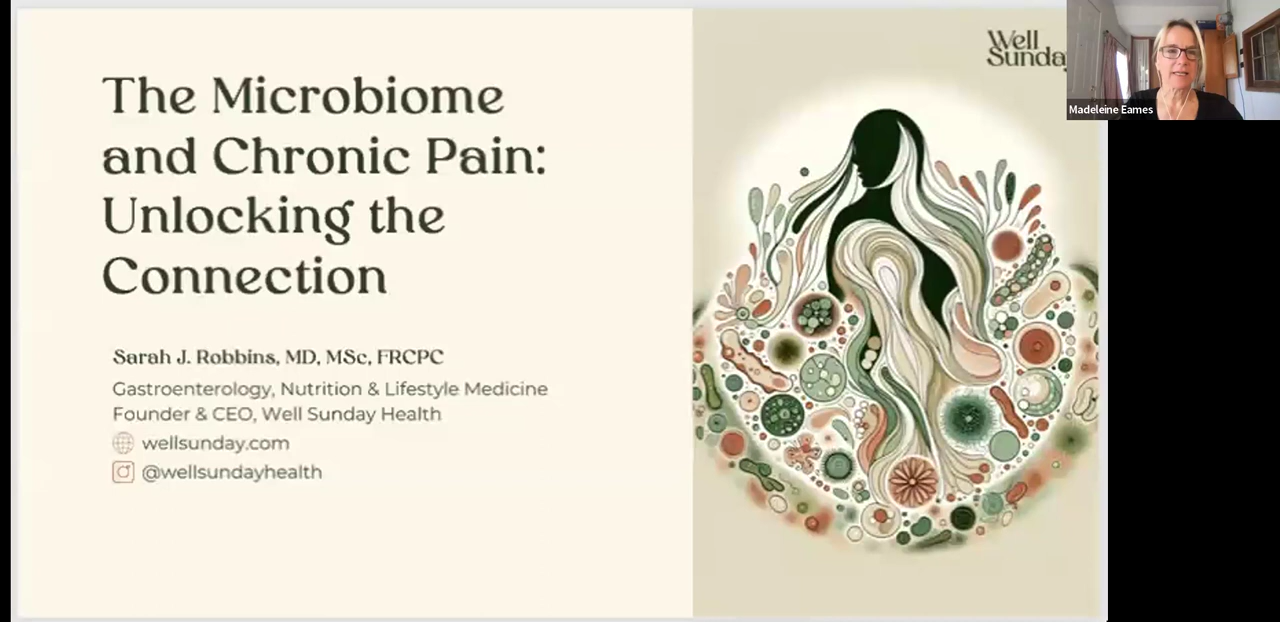 The Microbiome
and Chronic Pain:
Unlocking the
Connection
Sarah J. Robbins, MD, MSc, FRCPC
Gastroenterology, Nutrition & Lifestyle Medicine
Founder & CEO, Well Sunday Health
wellsunday.com
@wellsundayhealth
Well
Sunday
Madeleine Eames